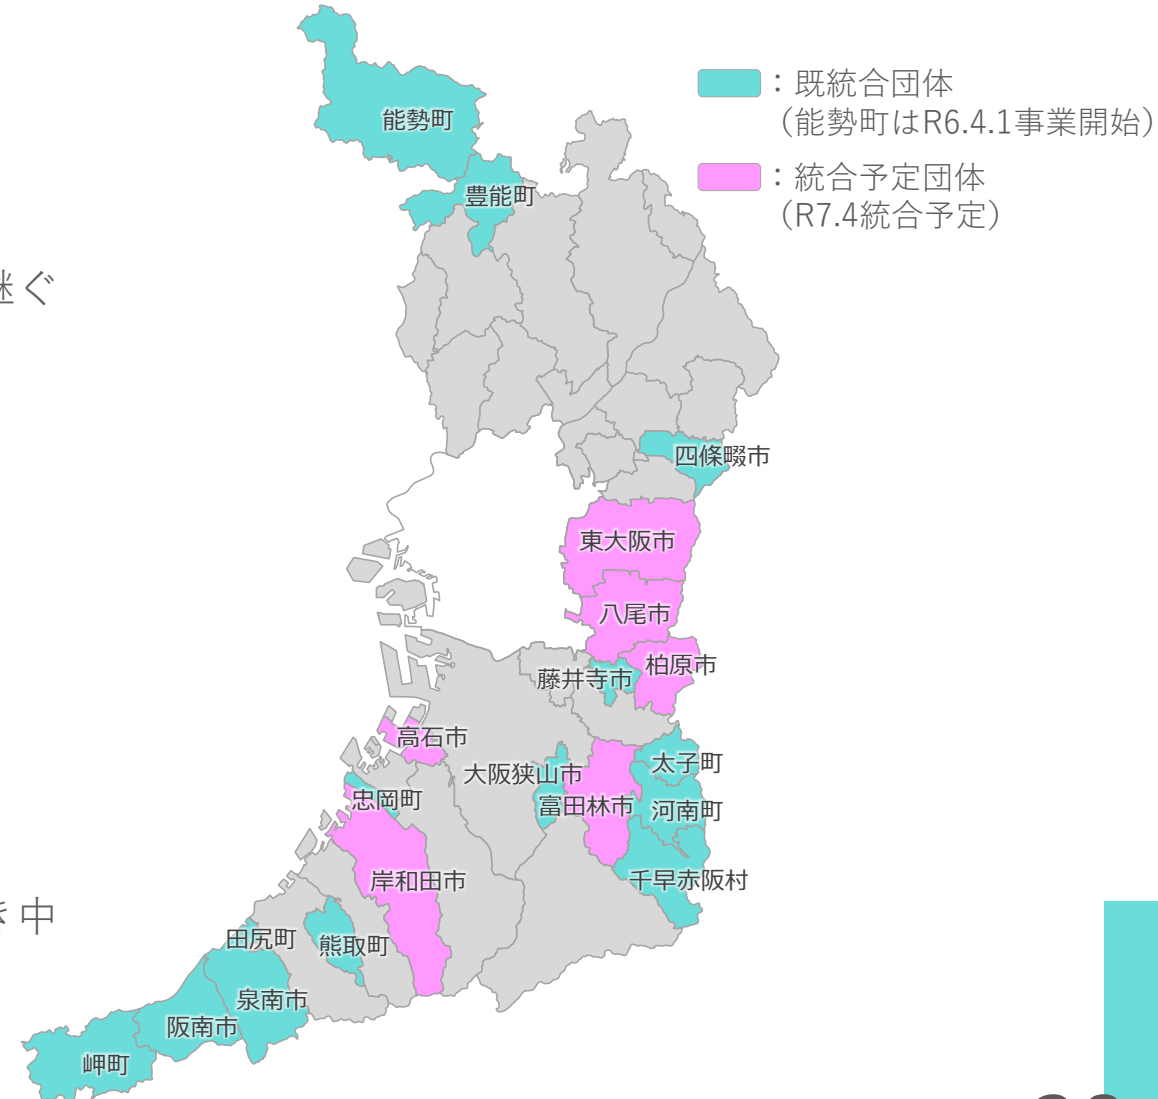 ：既統合団体
（能勢町はR6.4.1事業開始）
：統合予定団体
（R7.4統合予定）
能勢町
豊能町
継ぐ
四條畷市
東大阪市
八尾市
柏原市
藤井寺市
高石市
太子町
大阪狭山市
忠岡町
富田林市
河南町
岸和田市
千早赤阪村
中
田尻町
熊取町
泉南市
阪南市
岬町